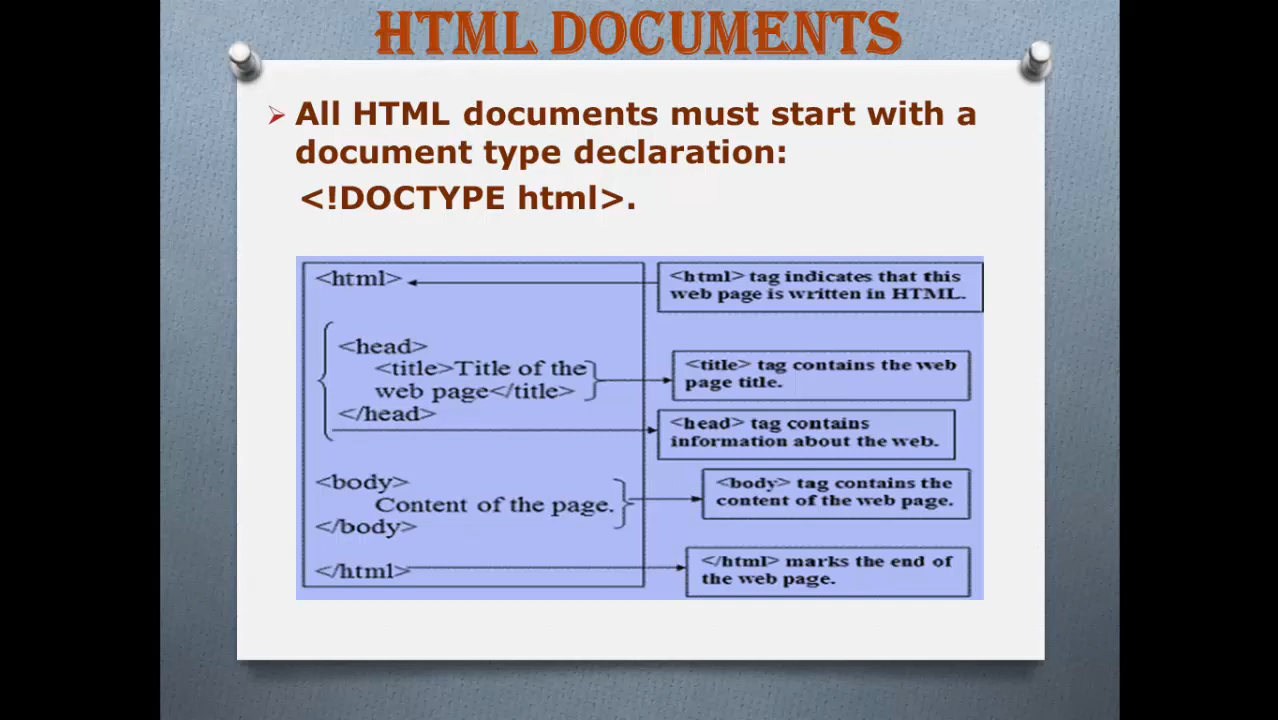 HTML DOCUMENTS
All HTML documents must start with a
document type declaration:
<!DOCTYPE html>.
<html>
<html> tag indicates that this
web page is written in HTML.
<head>
<title>Title of the
web page</title>
</head>
<title> tag contains the web
page title.
<head> tag contains
information about the web.
<body>
Content of the page.
</body>
<body> tag contains the
content of the web page.
</html>
</html> marks the end of
the web page.